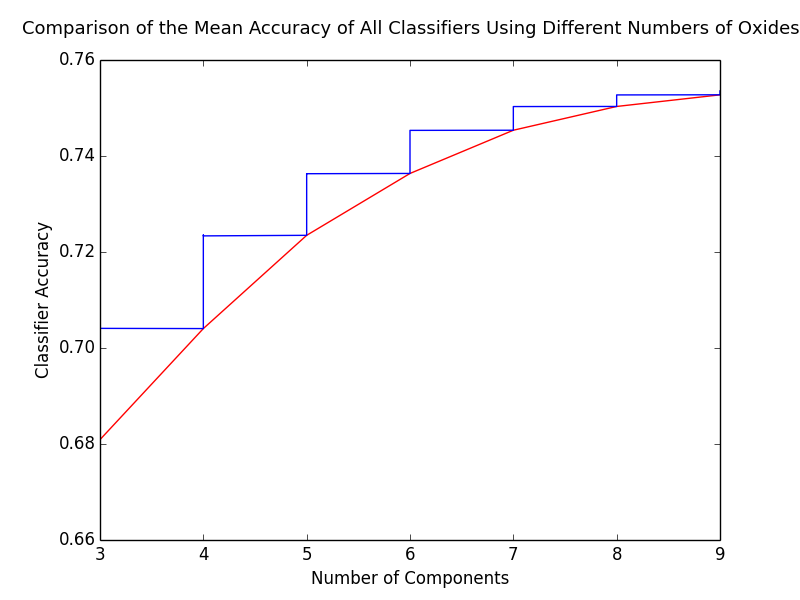 Comparison of the Mean Accuracy of All Classifiers Using Different Numbers of Oxides
0.76
0.74
0.72
0.70
0.68
0.66
Classifier Accuracy
3 4 5 6 7 8 9
Number of Components